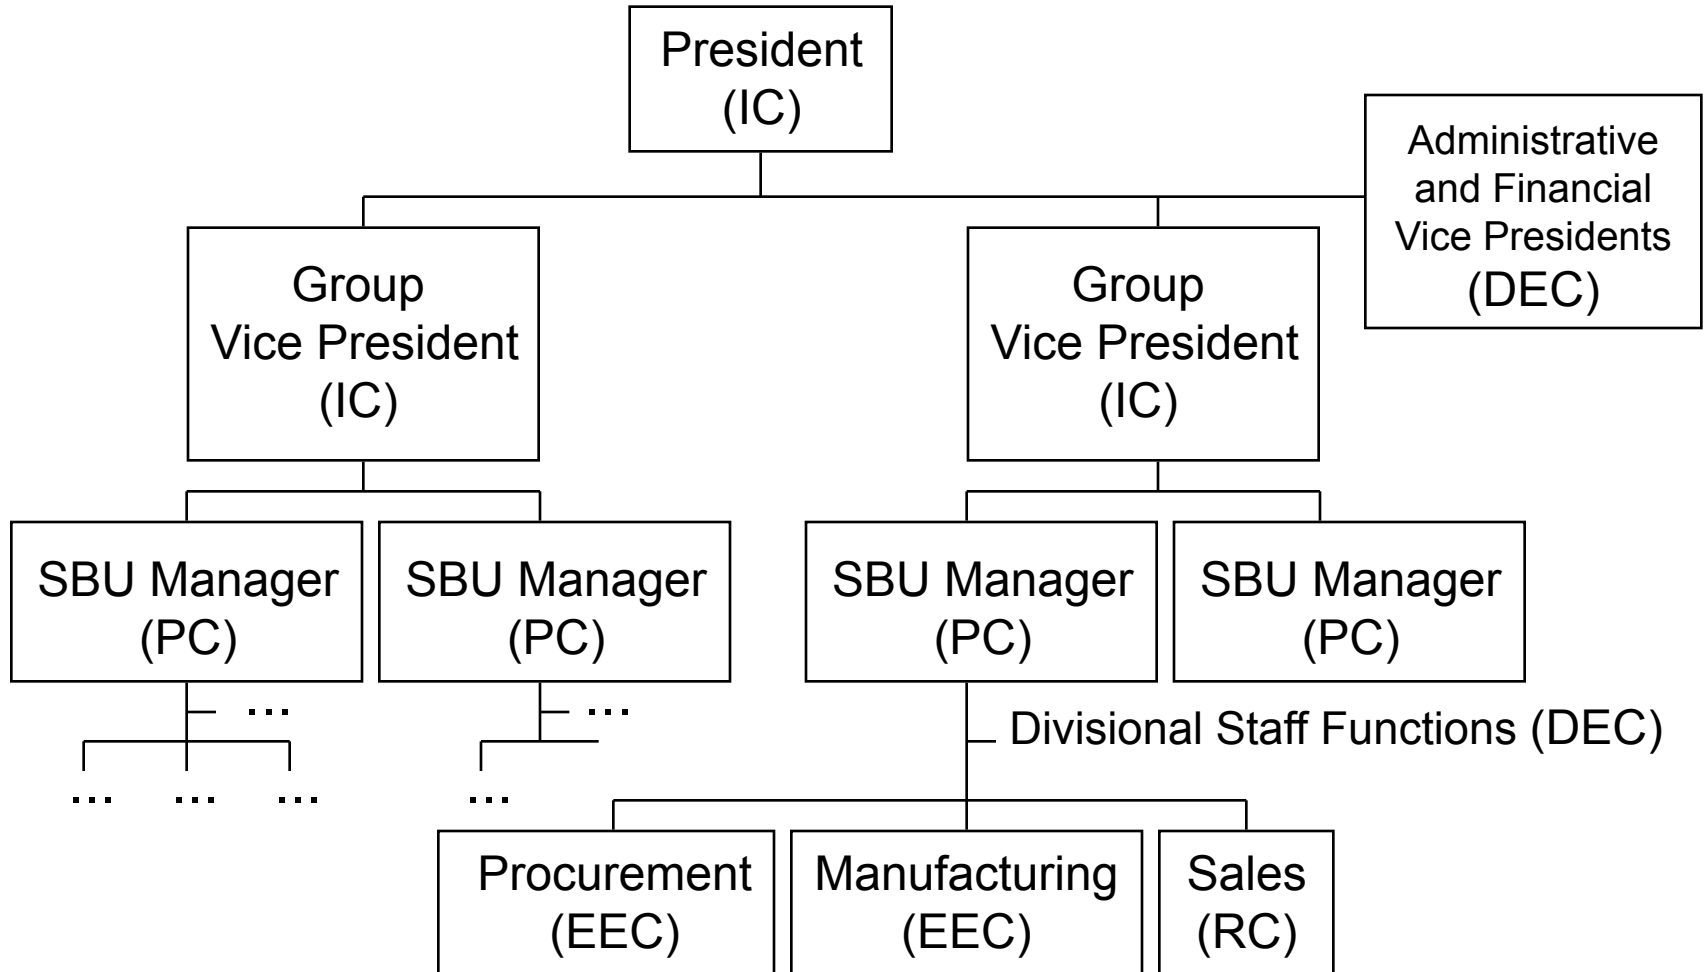 President
(IC)
Administrative
and Financial
Vice Presidents
(DEC)
Group
Vice President
(IC)
Group
Vice President
(IC)
SBU Manager
(PC)
SBU Manager
(PC)
SBU Manager
(PC)
SBU Manager
(PC)
...
...
Divisional Staff Functions (DEC)
... ... ...
...
Procurement
(EEC)
Manufacturing
(EEC)
Sales
(RC)